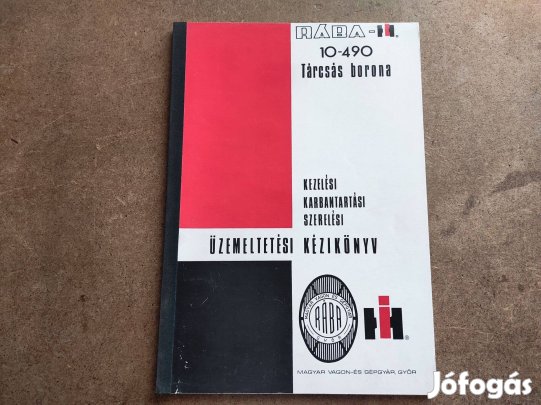 RÁBA-IH®
10-490
Tárcsás borona
KEZELÉSI
KARBANTARTÁSI
SZERELÉSI
ÜZEMELTETÉSI KÉZIKÖNYV
RÁBA
IH®
MAGYAR VAGON-ÉS GÉPGYÁR, GYŐR
Jófogás